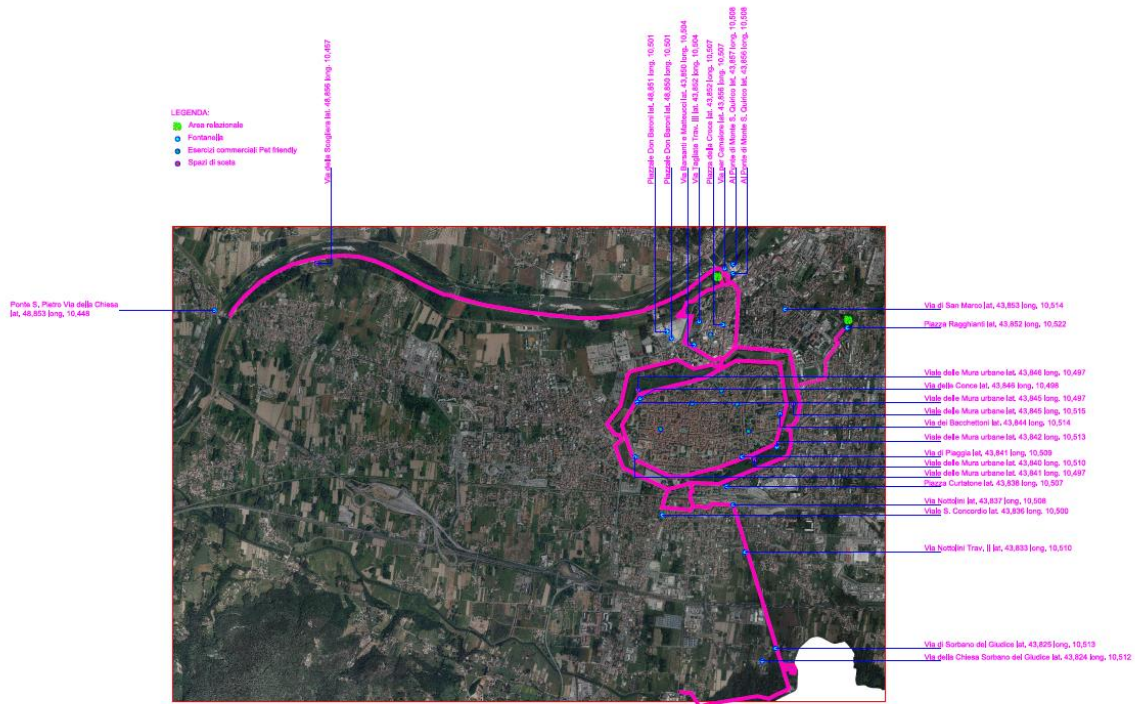 LEGENDA:
Area relazionale
Fontanella
Esercizi commerciali Pet friendly
Spazi di sosta
Via della Scogliera lat. 48,856 long. 10,457
Piazzale Don Baroni lat. 48,851 long. 10,501
Piazzale Don Baroni lat. 48,850 long. 10,501
Via Barsanti e Matteucci lat. 43,850 long. 10,504
Via Tagliata Trav. III lat. 43,852 long. 10,504
Piazza della Croce lat. 43,852 long. 10,507
Via per Camaiore lat. 43,856 long. 10,507
Al Ponte di Monte S. Quirico lat. 43,857 long. 10,508
Al Ponte di Monte S. Quirico lat. 43,856 long. 10,508
Ponte S. Pietro Via della Chiesa
lat. 48,853 long. 10,448
Via di San Marco lat. 43,853 long. 10,514
Piazza Ragghianti lat. 43,852 long. 10,522
Viale delle Mura urbane lat. 43,846 long. 10,497
Via delle Conce lat. 43,846 long. 10,498
Viale delle Mura urbane lat. 43,845 long. 10,497
Viale delle Mura urbane lat. 43,845 long. 10,515
Via dei Bacchettoni lat. 43,844 long. 10,514
Viale delle Mura urbane lat. 43,842 long. 10,513
Via di Piaggia lat. 43,841 long. 10,509
Viale delle Mura urbane lat. 43,840 long. 10,510
Viale delle Mura urbane lat. 43,841 long. 10,497
Piazza Curtatone lat. 43,838 long. 10,507
Via Nottolini lat. 43,837 long. 10,508
Viale S. Concordio lat. 43,836 long. 10,500
Via Nottolini Trav. II lat. 43,833 long. 10,510
Via di Sorbano del Giudice lat. 43,825 long. 10,513
Via della Chiesa Sorbano del Giudice lat. 43,824 long. 10,512